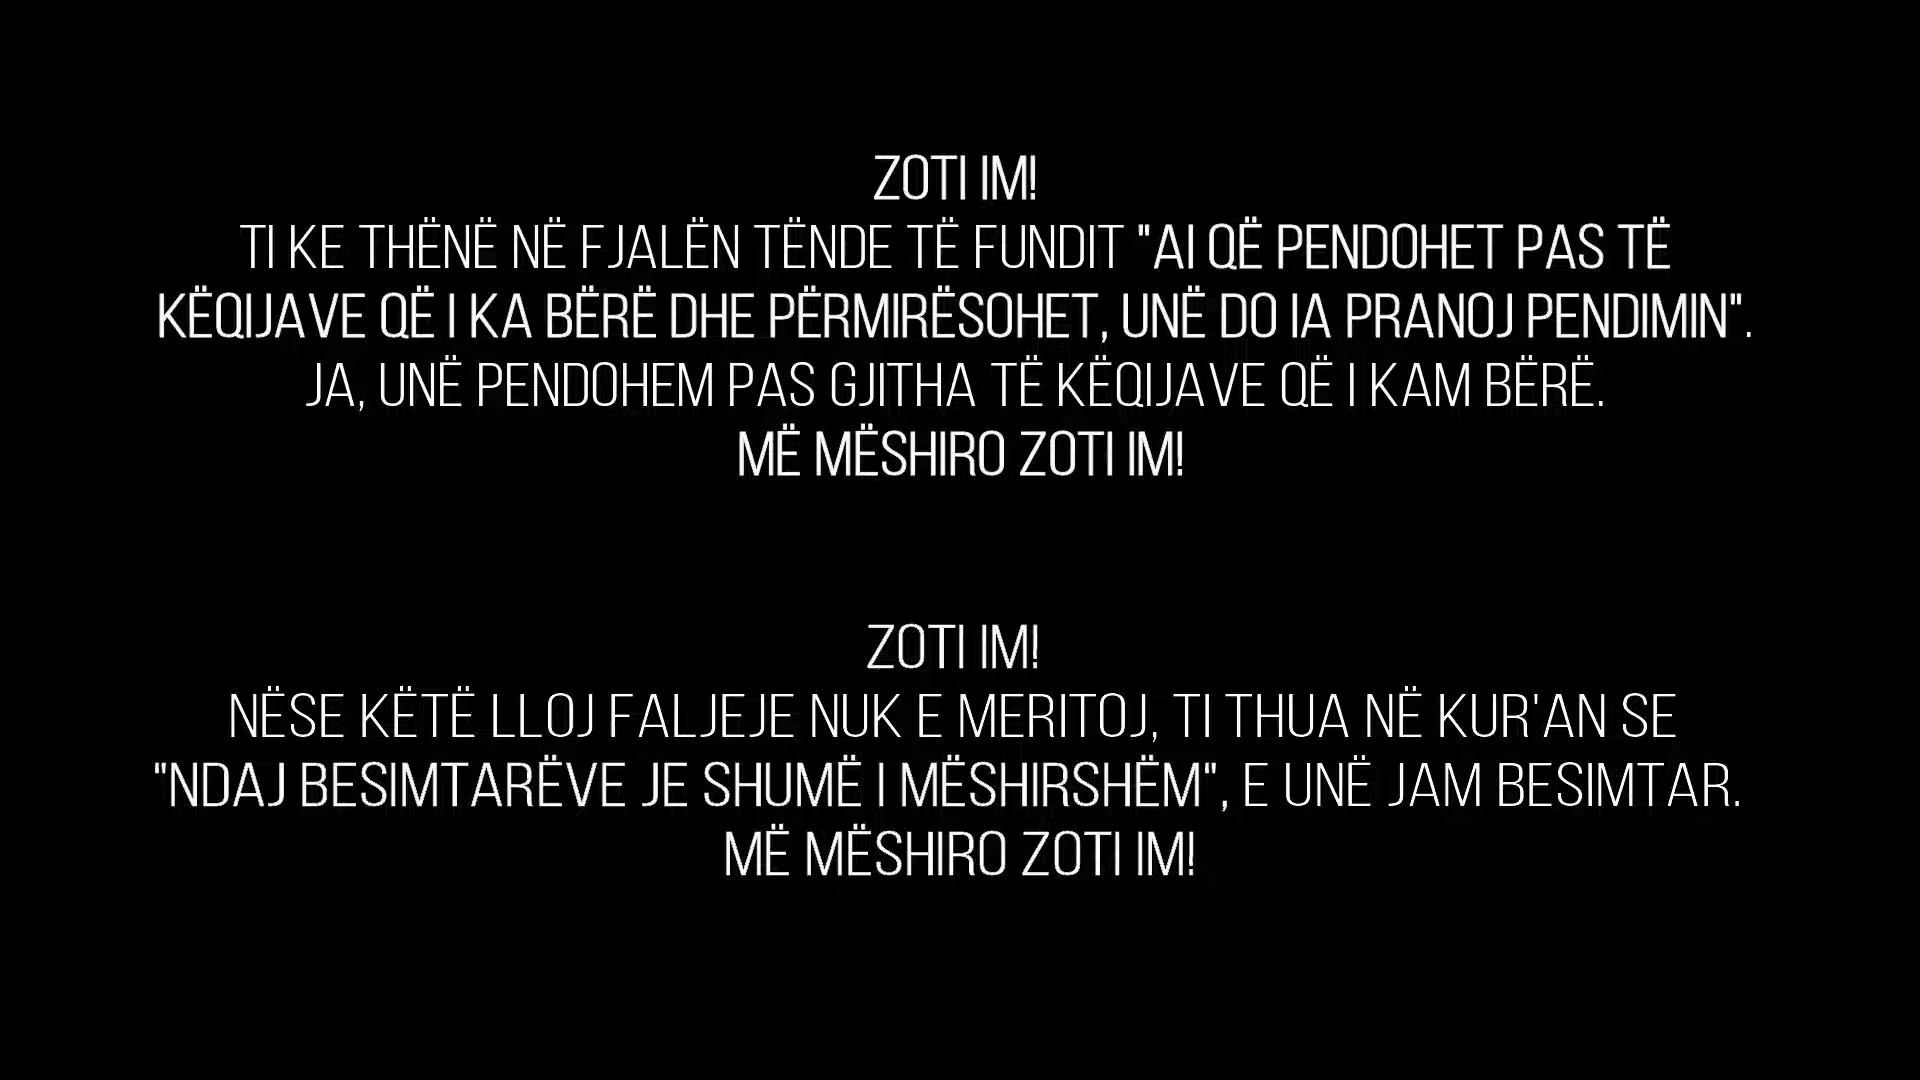 ZOTI IM!
TI KE THËNË NË FJALËN TËNDE TË FUNDIT "AI QË PENDOHET PAS TË
KËQIJAVE QË I KA BËRË DHE PËRMIRËSOHET, UNË DO IA PRANOJ PENDIMIN".
JA, UNË PENDOHEM PAS GJITHA TË KËQIJAVE QË I KAM BËRË.
MË MËSHIRO ZOTI IM!
ZOTI IM!
NËSE KËTË LLOJ FALJEJE NUK E MERITOJ, TI THUA NË KUR'AN SE
"NDAJ BESIMTARËVE JE SHUMË I MËSHIRSHËM", E UNË JAM BESIMTAR.
MË MËSHIRO ZOTI IM!